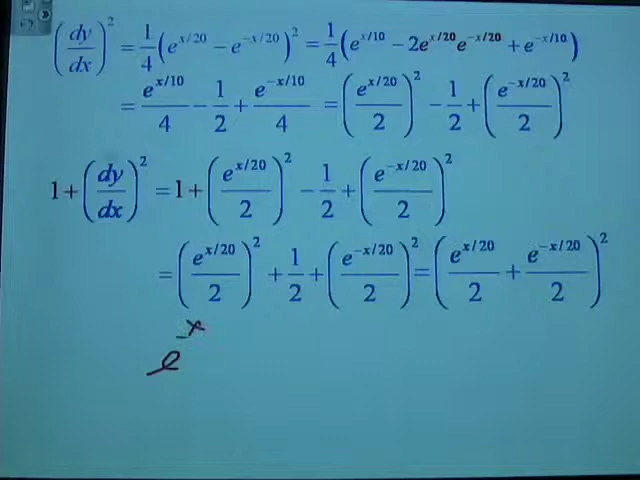 (dy/dx)² = 1/4(e^{x/20} − e^{−x/20})² = 1/4(e^{x/10} − 2e^{x/20}e^{−x/20} + e^{−x/10})
= e^{x/10}/4 − 1/2 + e^{−x/10}/4 = (e^{x/20}/2)² − 1/2 + (e^{−x/20}/2)²
1 + (dy/dx)² = 1 + (e^{x/20}/2)² − 1/2 + (e^{−x/20}/2)²
= (e^{x/20}/2)² + 1/2 + (e^{−x/20}/2)² = (e^{x/20}/2 + e^{−x/20}/2)²
e^{−x}